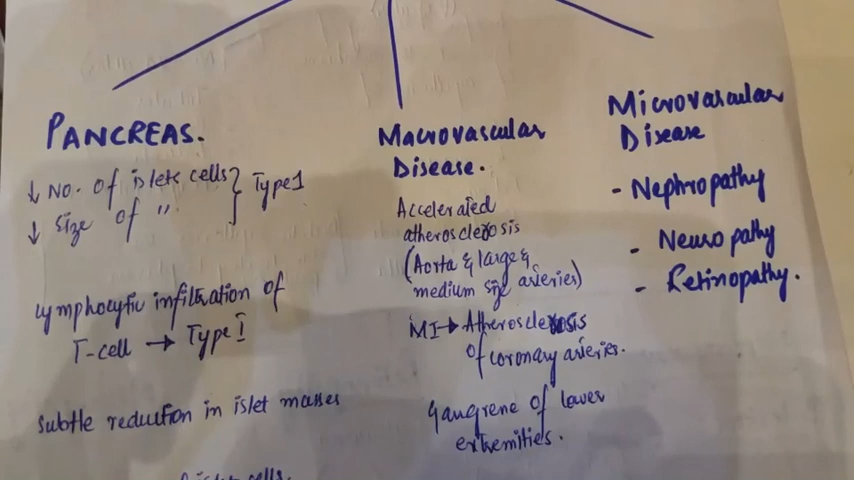 PANCREAS.
↓ No. of islets cells } Type 1
↓ size of "
lymphocytic infiltration of
T-cell → Type I
subtle reduction in islet masses
cells.
Macrovascular
Disease.
Accelerated
atherosclerosis
(Aorta & large &
medium size arteries)
MI → Atherosclerosis
of coronary arteries.
Gangrene of lower
extremities.
Microvascular
Disease
- Nephropathy
- Neuropathy
- Retinopathy.